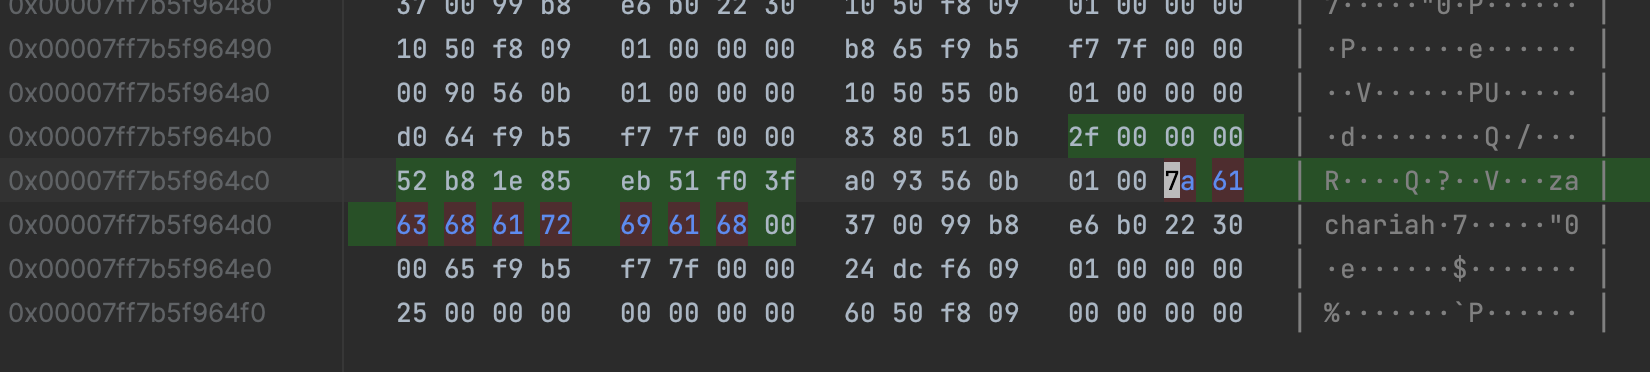 0x00007ff7b5f96480 37 00 99 b8 e6 b0 22 30 10 50 f8 09 01 00 00 00 | 7·····"0·P······ |
0x00007ff7b5f96490 10 50 f8 09 01 00 00 00 b8 65 f9 b5 f7 7f 00 00 | ·P·······e······ |
0x00007ff7b5f964a0 00 90 56 0b 01 00 00 00 10 50 55 0b 01 00 00 00 | ··V······PU····· |
0x00007ff7b5f964b0 d0 64 f9 b5 f7 7f 00 00 83 80 51 0b 2f 00 00 00 | ·d········Q·/··· |
0x00007ff7b5f964c0 52 b8 1e 85 eb 51 f0 3f a0 93 56 0b 01 00 7a 61 | R····Q·?··V···za |
0x00007ff7b5f964d0 63 68 61 72 69 61 68 00 37 00 99 b8 e6 b0 22 30 | chariah·7·····"0 |
0x00007ff7b5f964e0 00 65 f9 b5 f7 7f 00 00 24 dc f6 09 01 00 00 00 | ·e······$······· |
0x00007ff7b5f964f0 25 00 00 00 00 00 00 00 60 50 f8 09 00 00 00 00 | %·······`P······ |